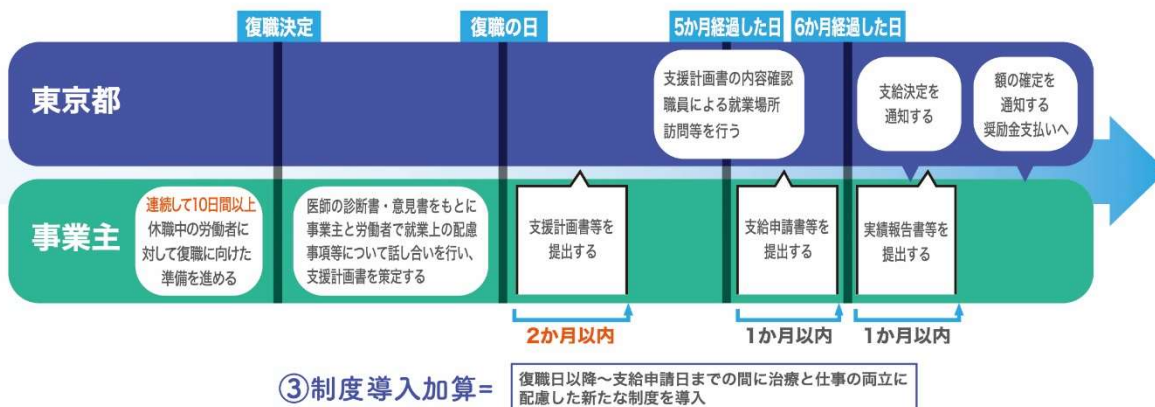 復職決定
復職の日
5か月経過した日
6か月経過した日
東京都
支援計画書の内容確認
職員による就業場所
訪問等を行う
支給決定を
通知する
額の確定を
通知する
奨励金支払いへ
事業主
連続して10日間以上
休職中の労働者に
対して復職に向けた
準備を進める
医師の診断書・意見書をもとに
事業主と労働者で就業上の配慮
事項等について話し合いを行い、
支援計画書を策定する
支援計画書等を
提出する
支給申請書等を
提出する
実績報告書等を
提出する
2か月以内
1か月以内
1か月以内
③制度導入加算=
復職日以降～支給申請日までの間に治療と仕事の両立に
配慮した新たな制度を導入